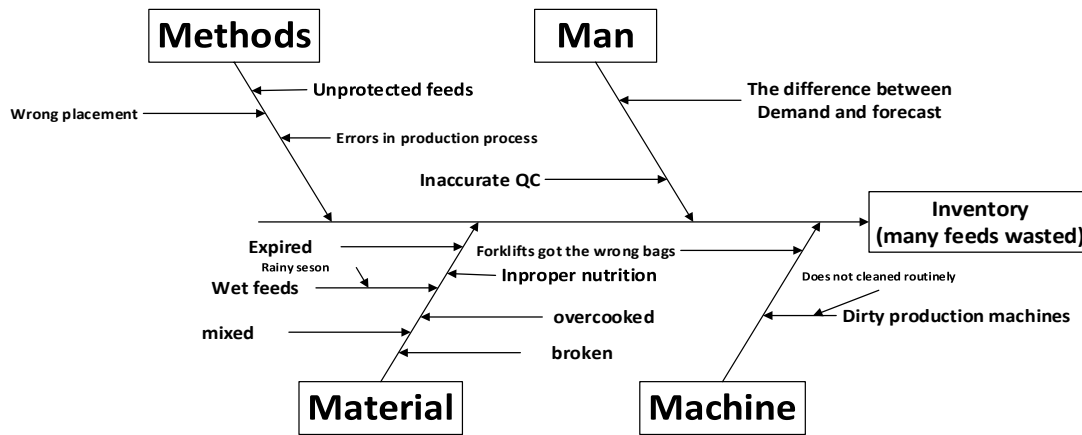 Methods
Man
Unprotected feeds
The difference between
Demand and forecast
Wrong placement
Errors in production process
Inaccurate QC
Inventory
(many feeds wasted)
Expired
Forklifts got the wrong bags
Rainy seson
Inproper nutrition
Does not cleaned routinely
Wet feeds
overcooked
Dirty production machines
mixed
broken
Material
Machine